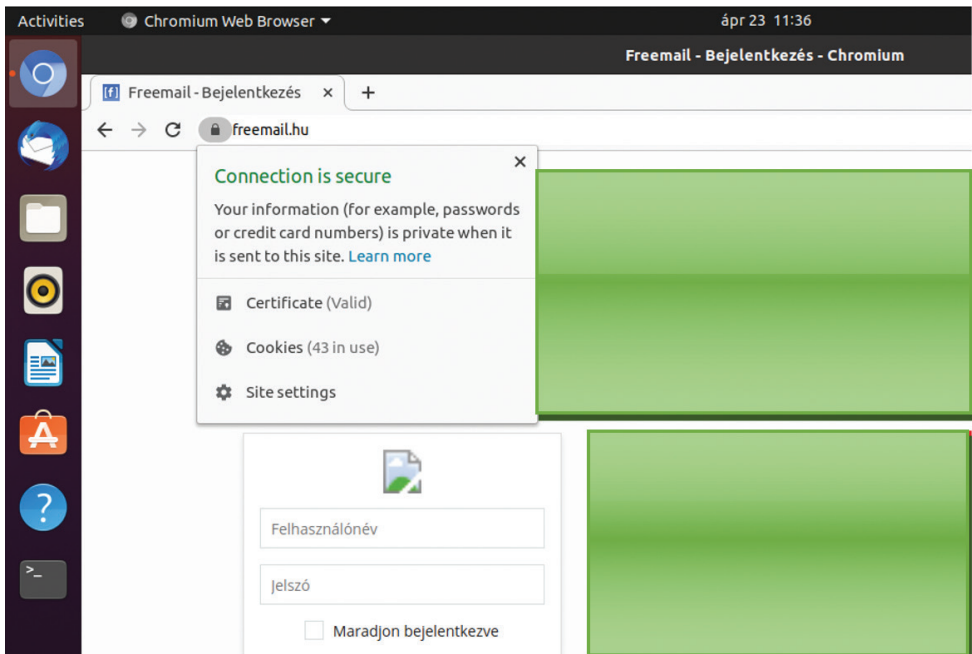 Activities
Chromium Web Browser
ápr 23 11:36
Freemail - Bejelentkezés - Chromium
Freemail - Bejelentkezés
freemail.hu
Connection is secure
Your information (for example, passwords
or credit card numbers) is private when it
is sent to this site. Learn more
Certificate (Valid)
Cookies (43 in use)
Site settings
Felhasználónév
Jelszó
Maradjon bejelentkezve